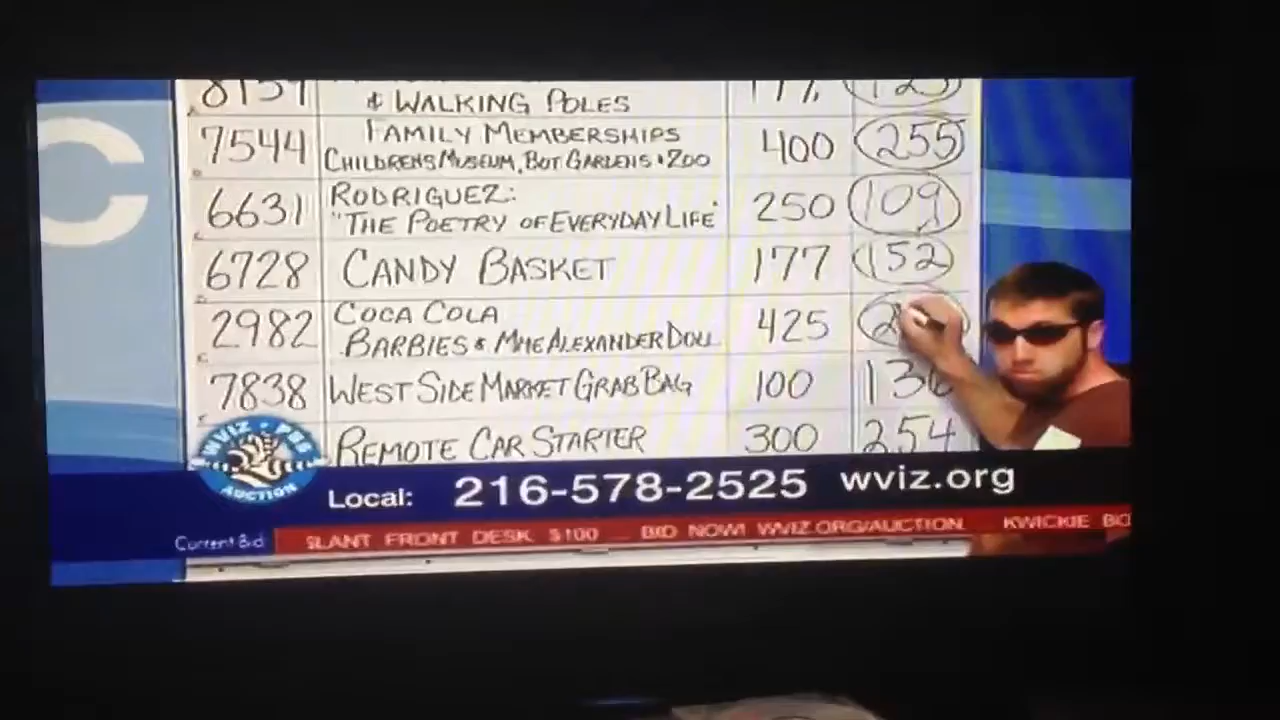 & WALKING POLES
7544 FAMILY MEMBERSHIPS 400 255
CHILDRENS MUSEUM, BOT GARDENS & ZOO
6631 RODRIGUEZ: 250 109
"THE POETRY OF EVERYDAY LIFE"
6728 CANDY BASKET 177 152
2982 COCA COLA 425
BARBIES & MME ALEXANDER DOLL
7838 WEST SIDE MARKET GRAB BAG 100
REMOTE CAR STARTER 300 254
WVIZ • PBS
AUCTION
Local: 216-578-2525 wviz.org
Current Bid: SLANT FRONT DESK $100 ... BID NOW! WVIZ.ORG/AUCTION KWICKIE